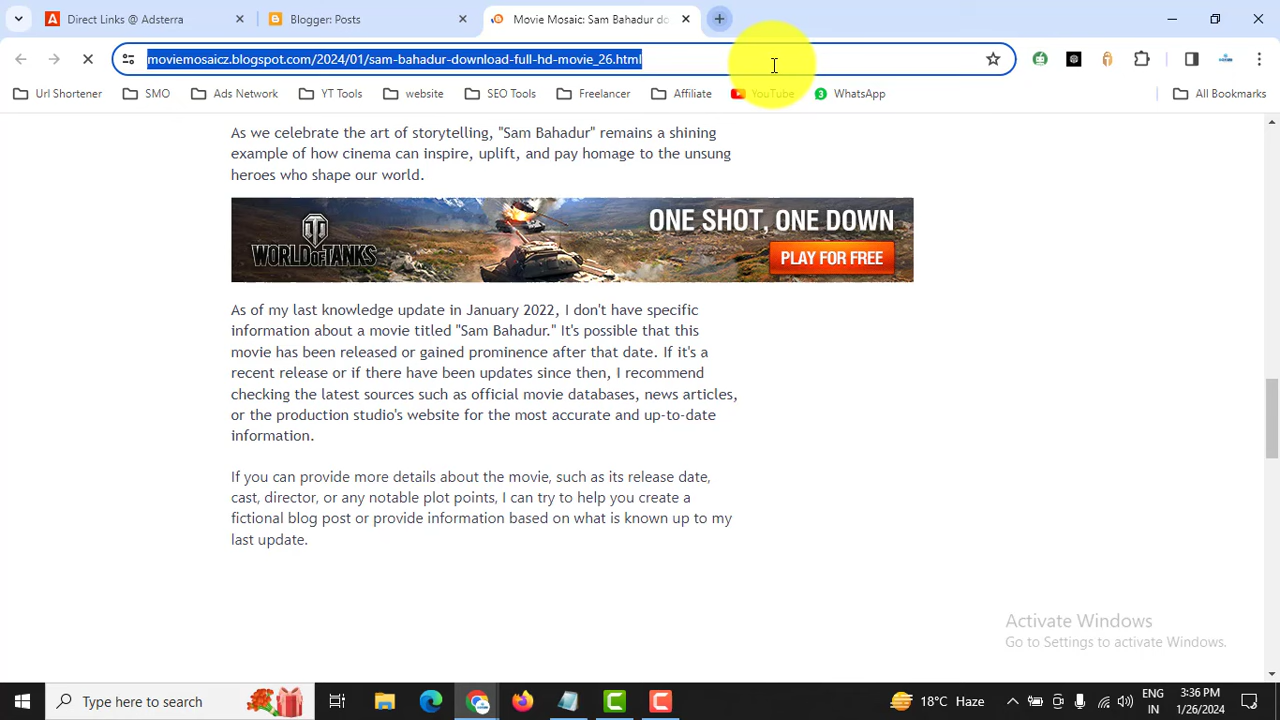 Direct Links @ Adsterra
Blogger: Posts
Movie Mosaic: Sam Bahadur do
moviemosaicz.blogspot.com/2024/01/sam-bahadur-download-full-hd-movie_26.html
Url Shortener
SMO
Ads Network
YT Tools
website
SEO Tools
Freelancer
Affiliate
YouTube
WhatsApp
All Bookmarks
As we celebrate the art of storytelling, "Sam Bahadur" remains a shining
example of how cinema can inspire, uplift, and pay homage to the unsung
heroes who shape our world.
WORLD OF TANKS
ONE SHOT, ONE DOWN
PLAY FOR FREE
As of my last knowledge update in January 2022, I don't have specific
information about a movie titled "Sam Bahadur." It's possible that this
movie has been released or gained prominence after that date. If it's a
recent release or if there have been updates since then, I recommend
checking the latest sources such as official movie databases, news articles,
or the production studio's website for the most accurate and up-to-date
information.
If you can provide more details about the movie, such as its release date,
cast, director, or any notable plot points, I can try to help you create a
fictional blog post or provide information based on what is known up to my
last update.
Activate Windows
Go to Settings to activate Windows.
Type here to search
18°C Haze
ENG
IN
3:36 PM
1/26/2024